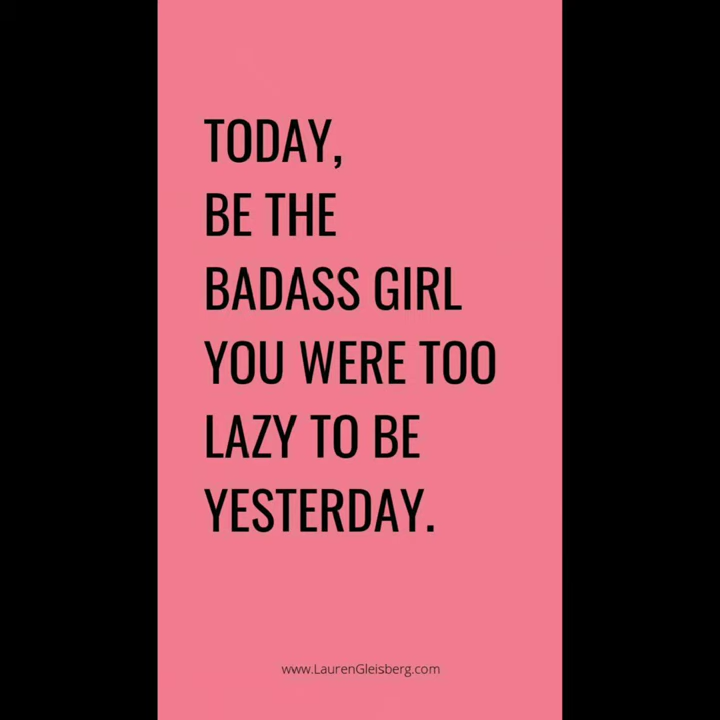 TODAY,
BE THE
BADASS GIRL
YOU WERE TOO
LAZY TO BE
YESTERDAY.
www.LaurenGleisberg.com